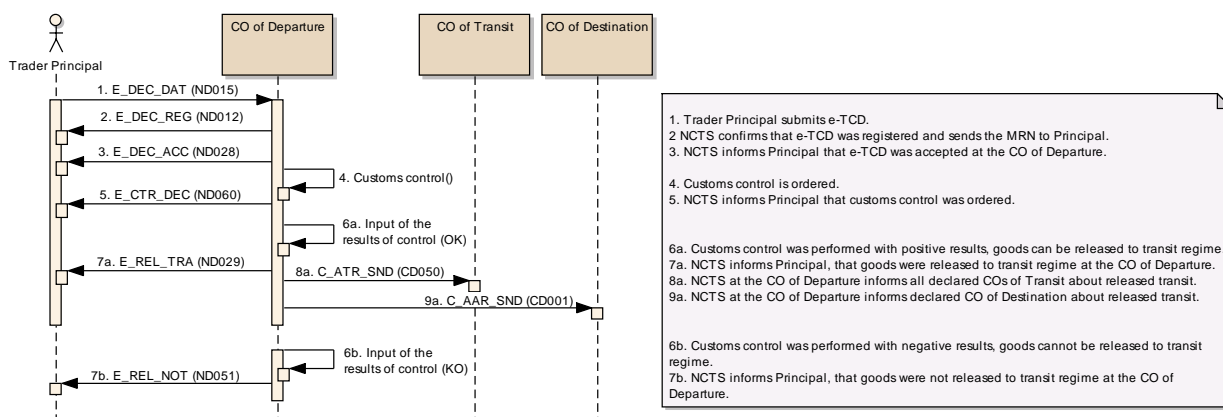 CO of Departure
CO of Transit
CO of Destination
Trader Principal
1. E_DEC_DAT (ND015)
2. E_DEC_REG (ND012)
3. E_DEC_ACC (ND028)
4. Customs control()
5. E_CTR_DEC (ND060)
6a. Input of the
results of control (OK)
7a. E_REL_TRA (ND029)
8a. C_ATR_SND (CD050)
9a. C_AAR_SND (CD001)
6b. Input of the
results of control (KO)
7b. E_REL_NOT (ND051)
1. Trader Principal submits e-TCD.
2 NCTS confirms that e-TCD was registered and sends the MRN to Principal.
3. NCTS informs Principal that e-TCD was accepted at the CO of Departure.
4. Customs control is ordered.
5. NCTS informs Principal that customs control was ordered.
6a. Customs control was performed with positive results, goods can be released to transit regime
7a. NCTS informs Principal, that goods were released to transit regime at the CO of Departure.
8a. NCTS at the CO of Departure informs all declared COs of Transit about released transit.
9a. NCTS at the CO of Departure informs declared CO of Destination about released transit.
6b. Customs control was performed with negative results, goods cannot be released to transit
regime.
7b. NCTS informs Principal, that goods were not released to transit regime at the CO of
Departure.